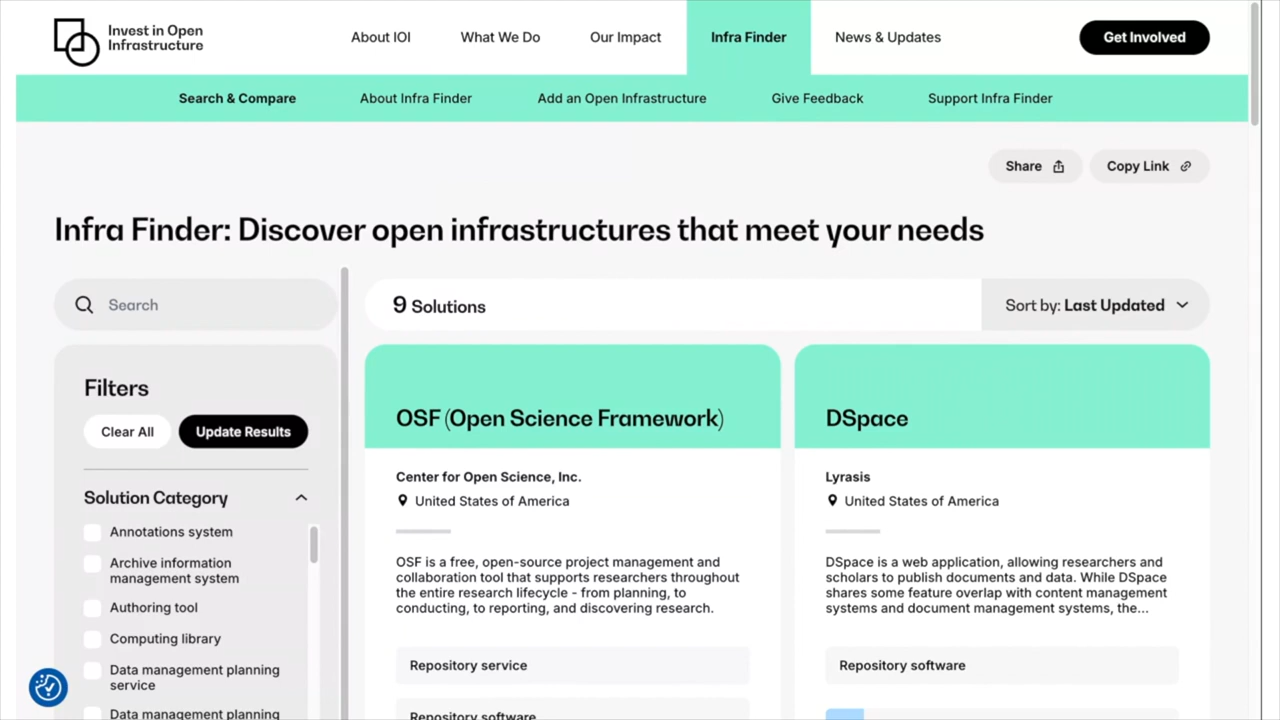 Invest in Open
Infrastructure
About IOI
What We Do
Our Impact
Infra Finder
News & Updates
Get Involved
Search & Compare
About Infra Finder
Add an Open Infrastructure
Give Feedback
Support Infra Finder
Share
Copy Link
Infra Finder: Discover open infrastructures that meet your needs
Search
9 Solutions
Sort by: Last Updated
Filters
Clear All
Update Results
Solution Category
Annotations system
Archive information
management system
Authoring tool
Computing library
Data management planning
service
Data management planning
OSF (Open Science Framework)
Center for Open Science, Inc.
United States of America
OSF is a free, open-source project management and
collaboration tool that supports researchers throughout
the entire research lifecycle - from planning, to
conducting, to reporting, and discovering research.
Repository service
Repository software
DSpace
Lyrasis
United States of America
DSpace is a web application, allowing researchers and
scholars to publish documents and data. While DSpace
shares some feature overlap with content management
systems and document management systems, the...
Repository software